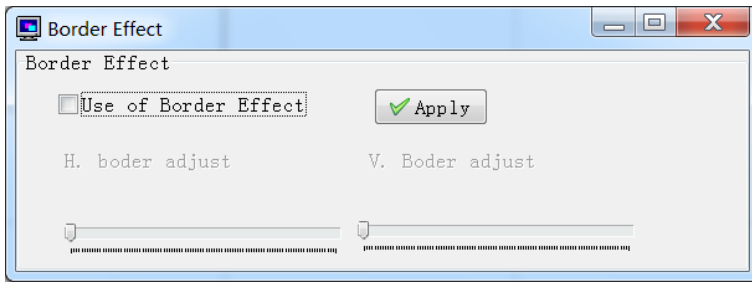 Border Effect
Border Effect
Use of Border Effect
Apply
H. boder adjust
V. Boder adjust